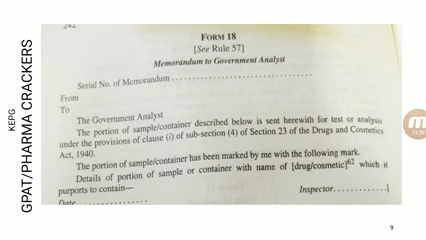 FORM 18
[See Rule 57]
Memorandum to Government Analyst
Serial No. of Memorandum ................................
From
To
The Government Analyst
The portion of sample/container described below is sent herewith for test or analysis
under the provisions of clause (i) of sub-section (4) of Section 23 of the Drugs and Cosmetics
Act, 1940.
The portion of sample/container has been marked by me with the following mark.
Details of portion of sample or container with name of [drug/cosmetic]62 which it
purports to contain—
Inspector............]
Date ................
KEPG
GPAT/PHARMA CRACKERS
9